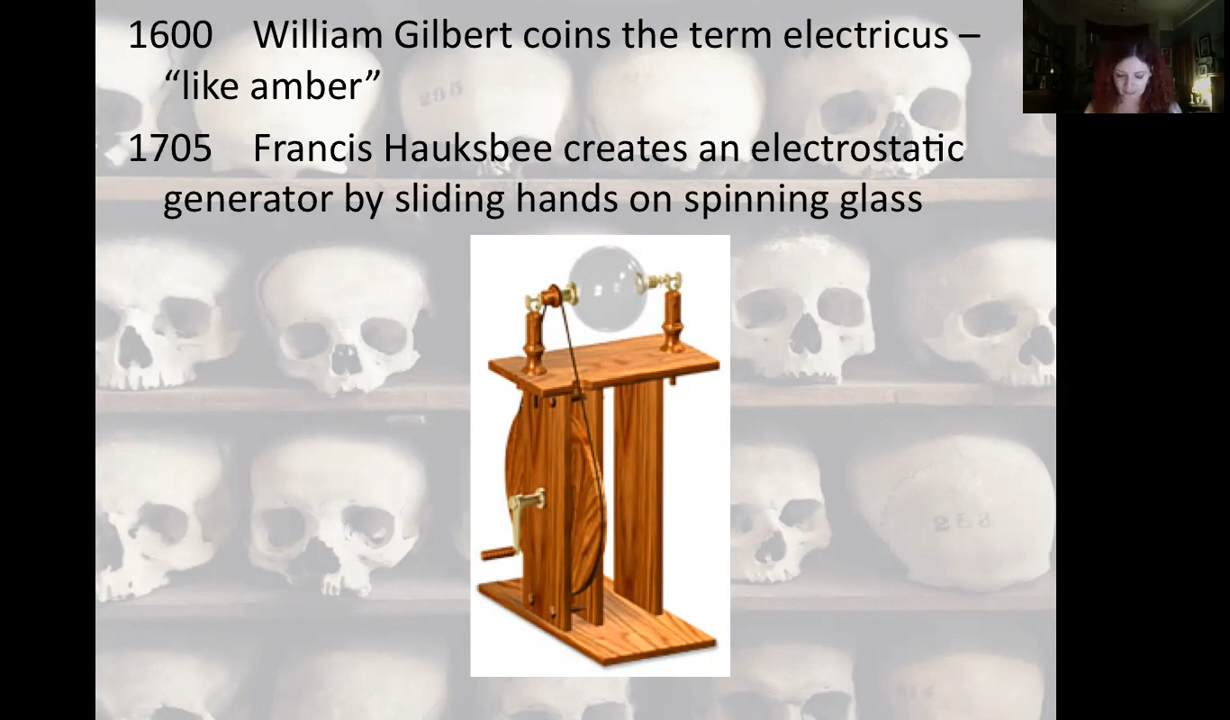 1600 William Gilbert coins the term electricus –
“like amber”
1705 Francis Hauksbee creates an electrostatic
generator by sliding hands on spinning glass
295